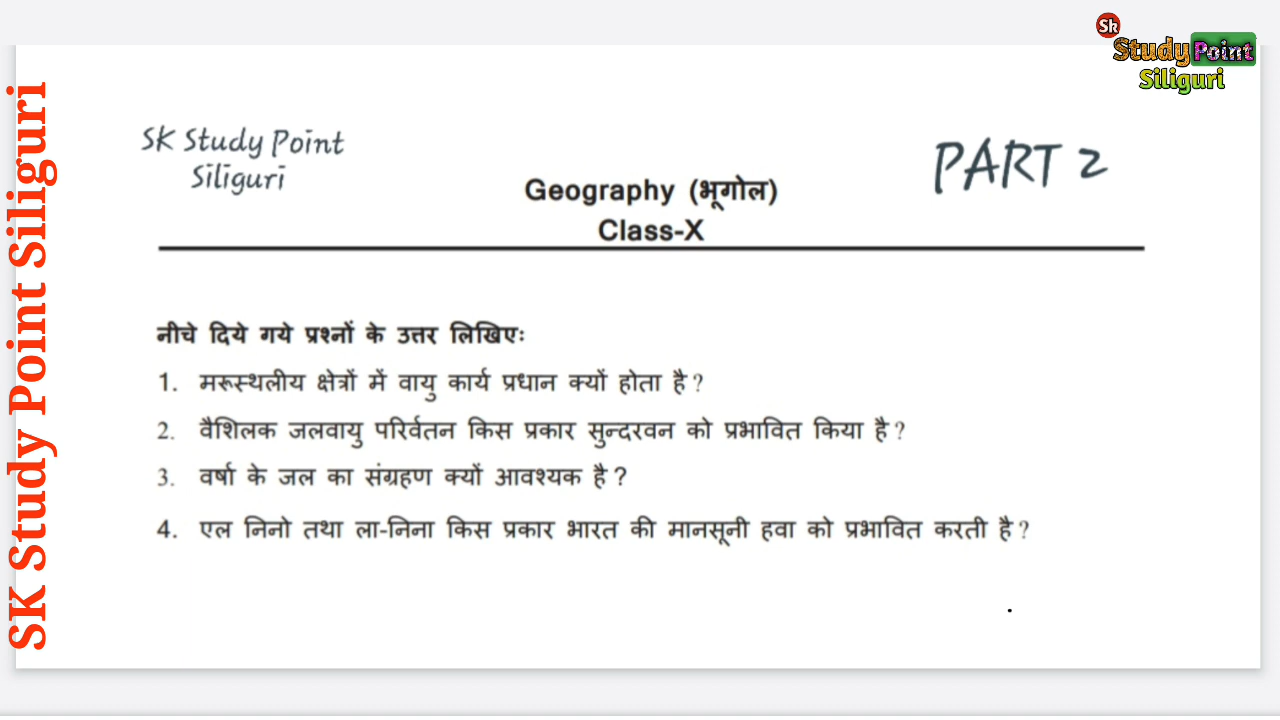 Sk
Study Point
Siliguri
SK Study Point Siliguri
SK Study Point
Siliguri
PART 2
Geography (भूगोल)
Class-X
नीचे दिये गये प्रश्नों के उत्तर लिखिएः
1. मरूस्थलीय क्षेत्रों में वायु कार्य प्रधान क्यों होता है ?
2. वैशिलक जलवायु परिर्वतन किस प्रकार सुन्दरवन को प्रभावित किया है ?
3. वर्षा के जल का संग्रहण क्यों आवश्यक है ?
4. एल निनो तथा ला-निना किस प्रकार भारत की मानसूनी हवा को प्रभावित करती है ?